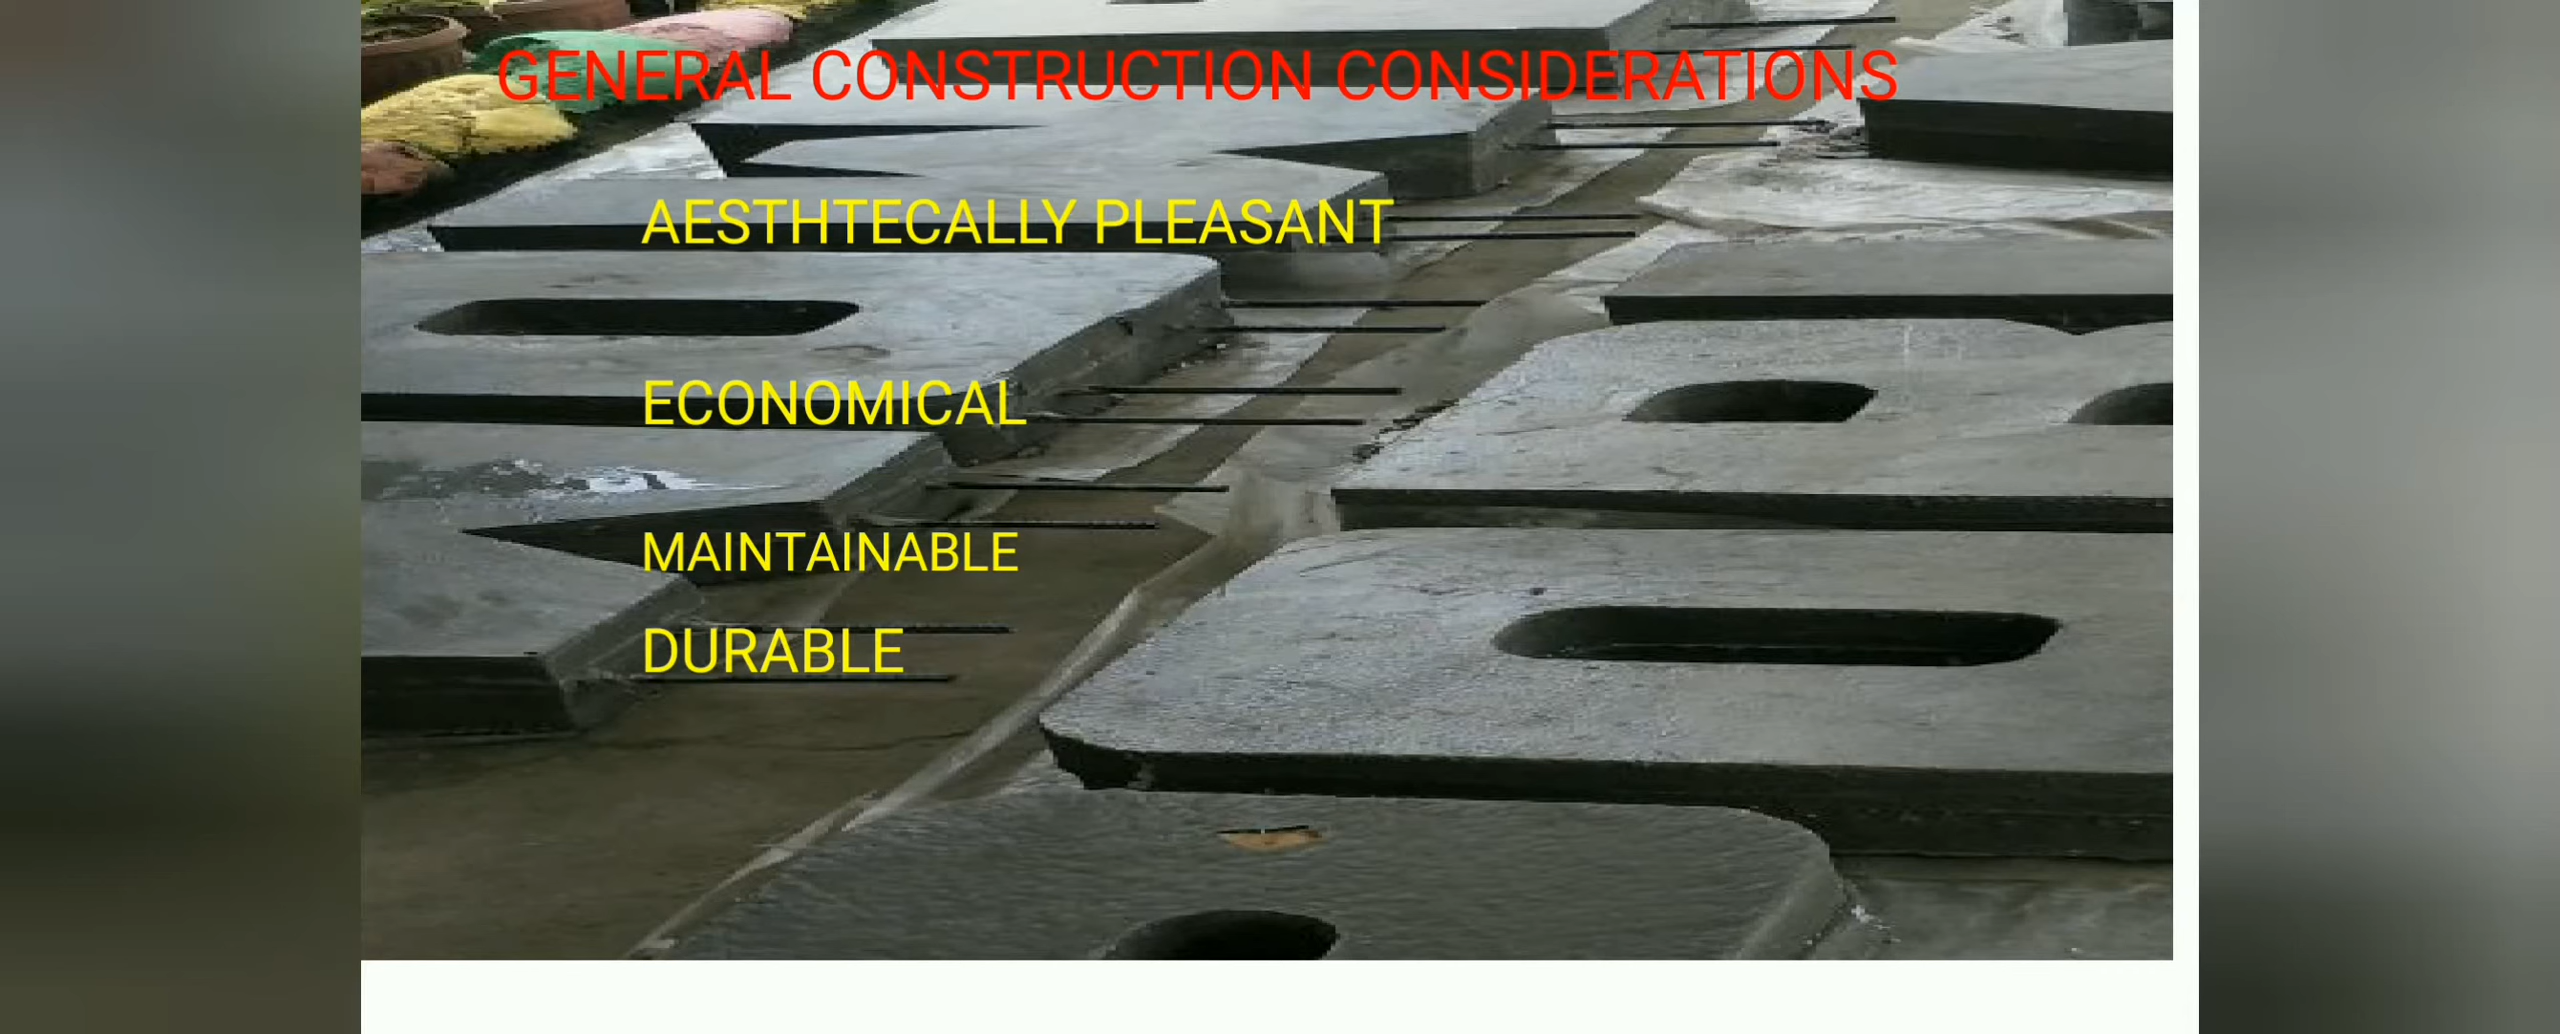 GENERAL CONSTRUCTION CONSIDERATIONS
AESTHTECALLY PLEASANT
ECONOMICAL
MAINTAINABLE
DURABLE